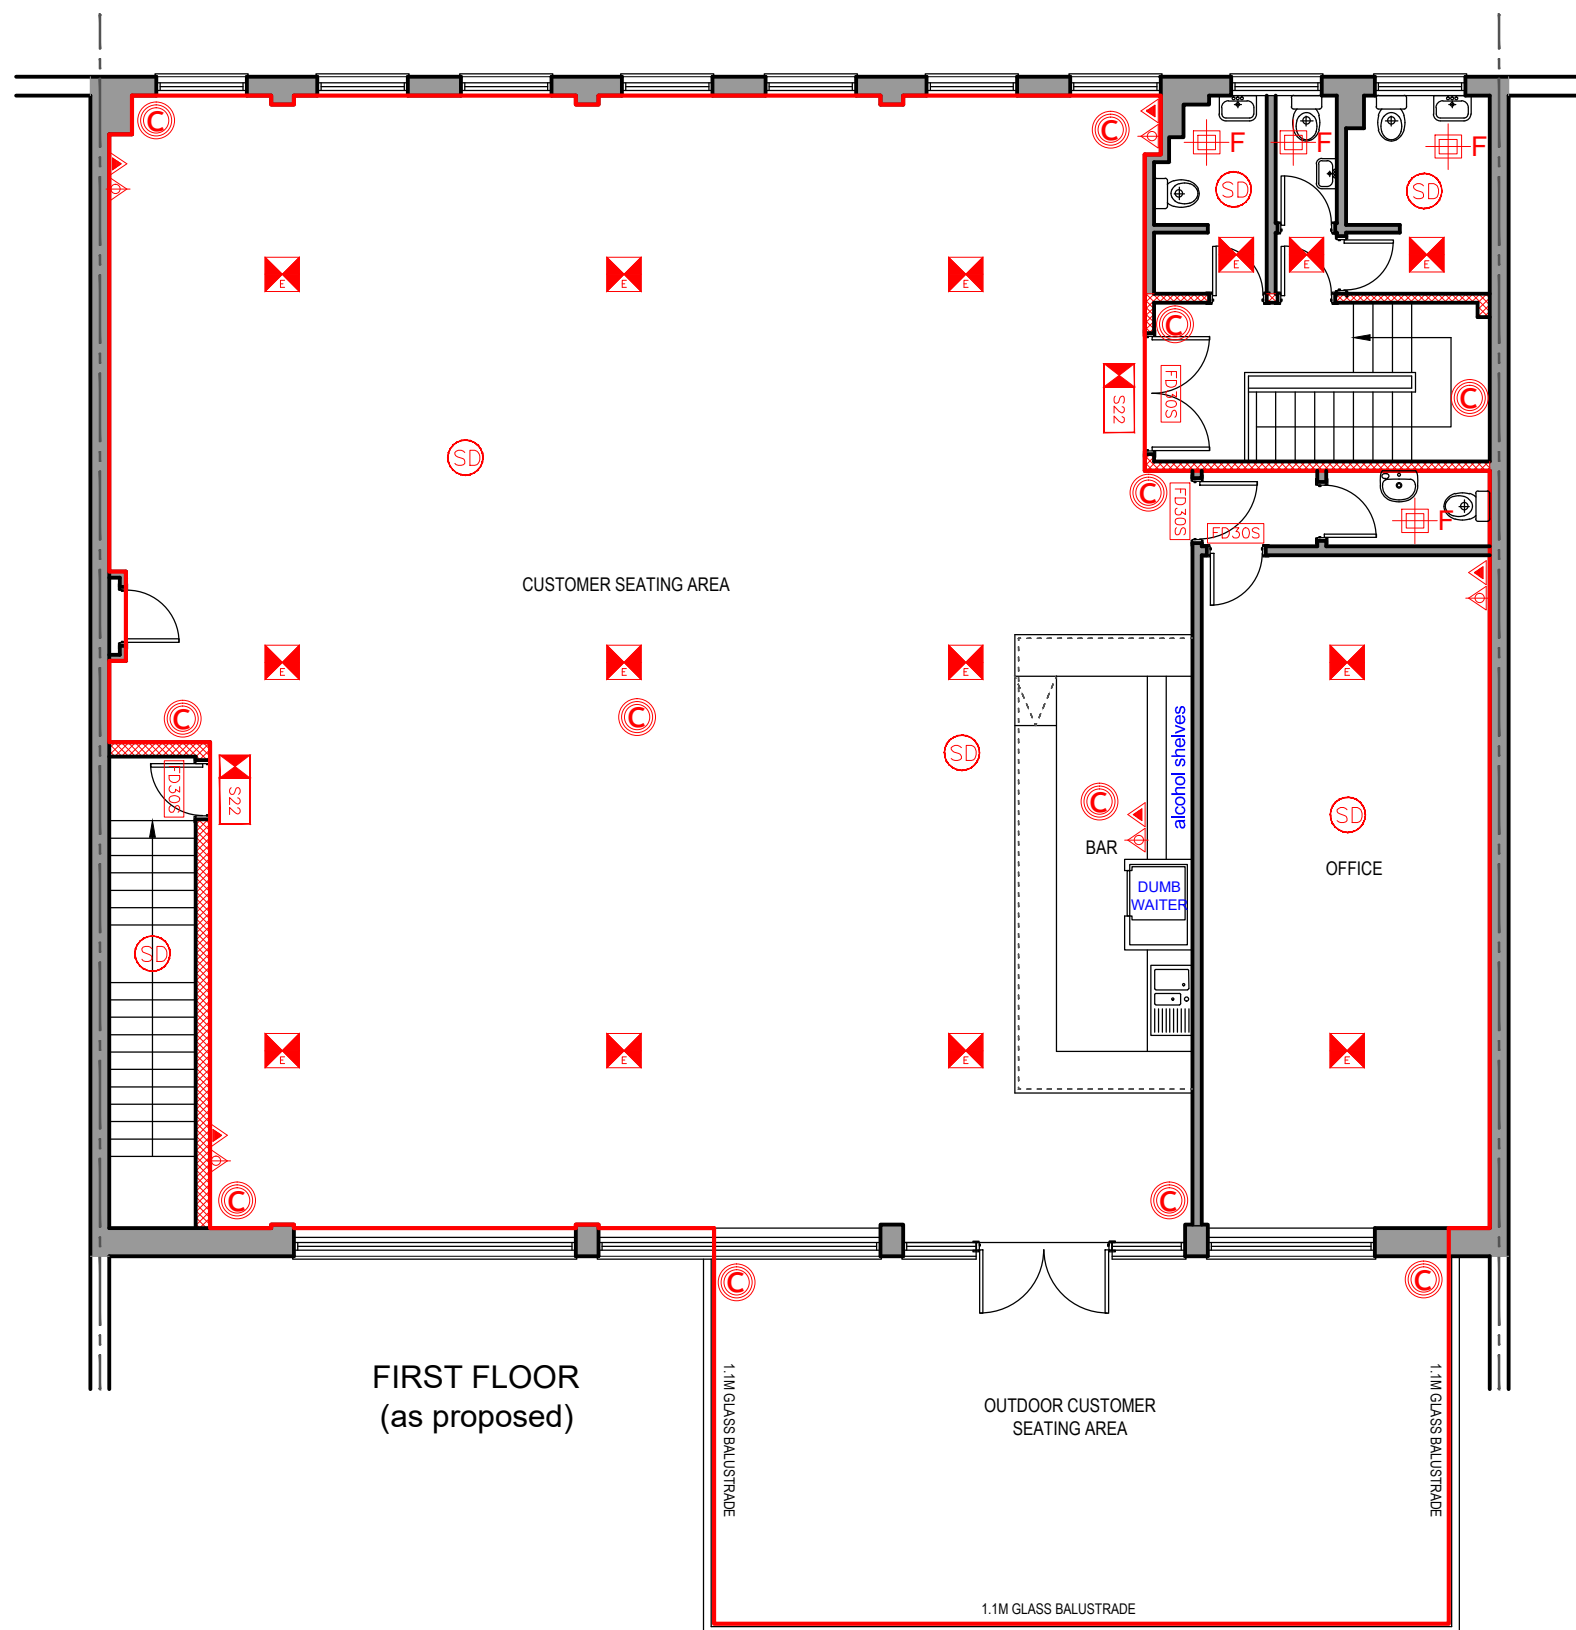 C
C
F
F
F
SD
SD
E
E
E
E
E
E
C
FD30S
S22
C
SD
C
FD30S
F
FD30S
CUSTOMER SEATING AREA
E
E
E
E
C
C
SD
alcohol shelves
FD30S
S22
C
SD
BAR
OFFICE
DUMB
WAITER
SD
E
E
E
E
C
C
C
C
FIRST FLOOR
(as proposed)
1.1M GLASS BALUSTRADE
OUTDOOR CUSTOMER
SEATING AREA
1.1M GLASS BALUSTRADE
1.1M GLASS BALUSTRADE